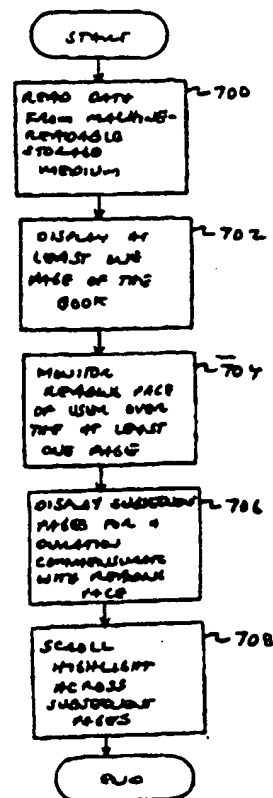 START
READ DATA
FROM MACHINE-
READABLE
STORAGE
MEDIUM
700
DISPLAY AT
LEAST ONE
PAGE OF THE
BOOK
702
MONITOR
READING PACE
OF USER OVER
THE AT LEAST
ONE PAGE
704
DISPLAY SUBSEQUENT
PAGES FOR A
DURATION
COMMENSURATE
WITH READING
PACE
706
SCROLL
HIGHLIGHT
ACROSS
SUBSEQUENT
PAGES
708
END